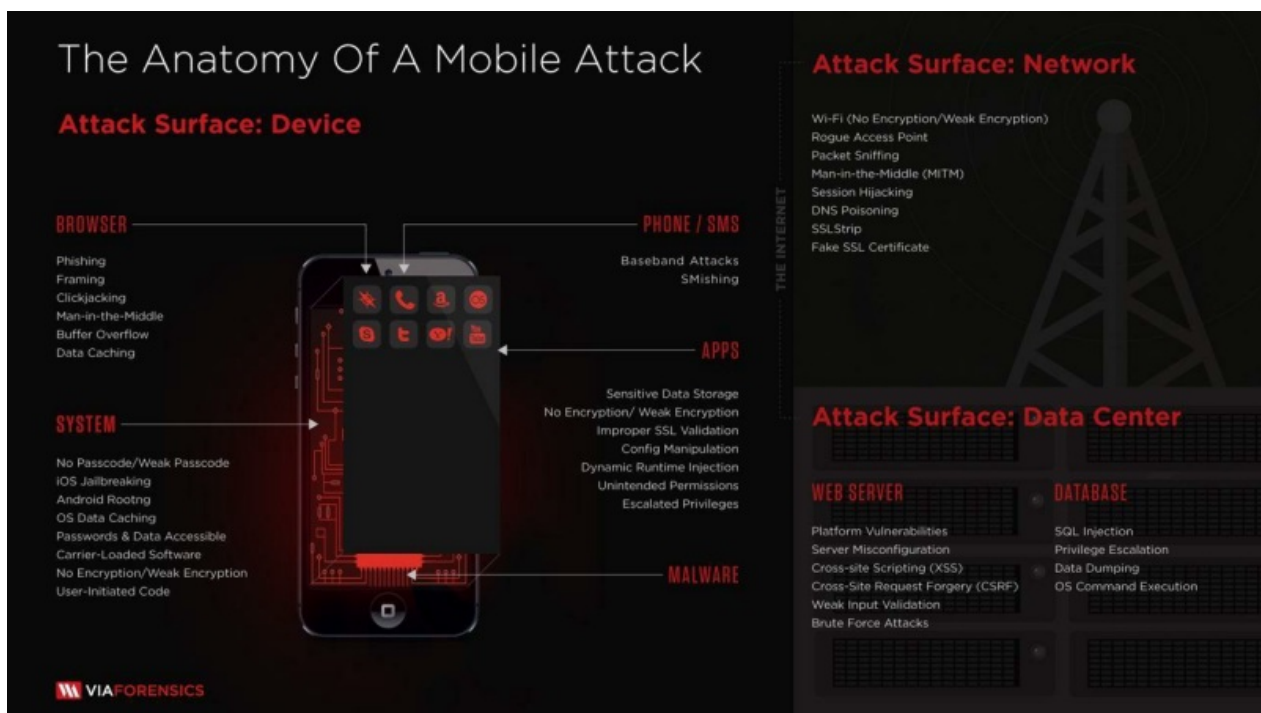 The Anatomy Of A Mobile Attack
Attack Surface: Device
BROWSER
Phishing
Framing
Clickjacking
Man-in-the-Middle
Buffer Overflow
Data Caching
PHONE / SMS
Baseband Attacks
SMishing
APPS
Sensitive Data Storage
No Encryption/ Weak Encryption
Improper SSL Validation
Config Manipulation
Dynamic Runtime Injection
Unintended Permissions
Escalated Privileges
SYSTEM
No Passcode/Weak Passcode
iOS Jailbreaking
Android Rootng
OS Data Caching
Passwords & Data Accessible
Carrier-Loaded Software
No Encryption/Weak Encryption
User-Initiated Code
MALWARE
VIAFORENSICS
THE INTERNET
Attack Surface: Network
Wi-Fi (No Encryption/Weak Encryption)
Rogue Access Point
Packet Sniffing
Man-in-the-Middle (MITM)
Session Hijacking
DNS Poisoning
SSLStrip
Fake SSL Certificate
Attack Surface: Data Center
WEB SERVER
Platform Vulnerabilities
Server Misconfiguration
Cross-site Scripting (XSS)
Cross-Site Request Forgery (CSRF)
Weak Input Validation
Brute Force Attacks
DATABASE
SQL Injection
Privilege Escalation
Data Dumping
OS Command Execution